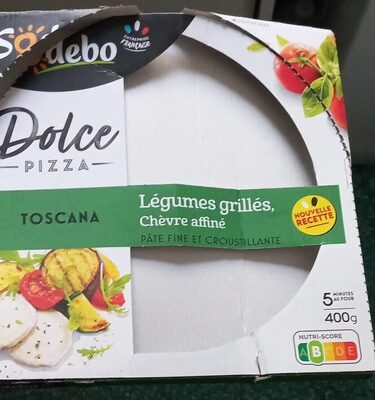 debo
ENTREPRISE
FRANÇAISE
Dolce
PIZZA
TOSCANA
Légumes grillés,
Chèvre affiné
PÂTE FINE ET CROUSTILLANTE
NOUVELLE
RECETTE
5 MINUTES
AU FOUR
400g
NUTRI-SCORE
A B C D E